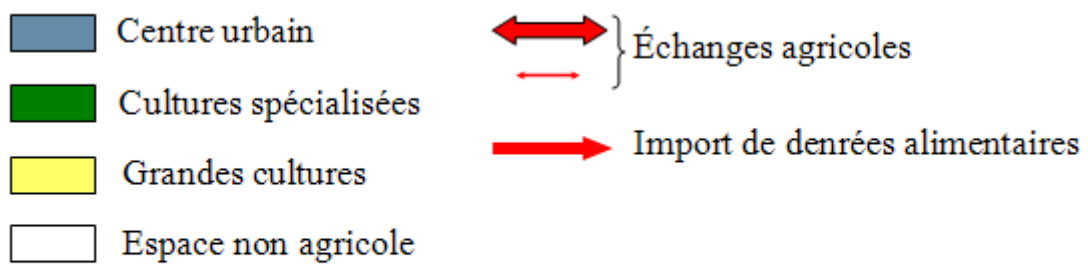 Centre urbain
Cultures spécialisées
Grandes cultures
Espace non agricole
Échanges agricoles
Import de denrées alimentaires